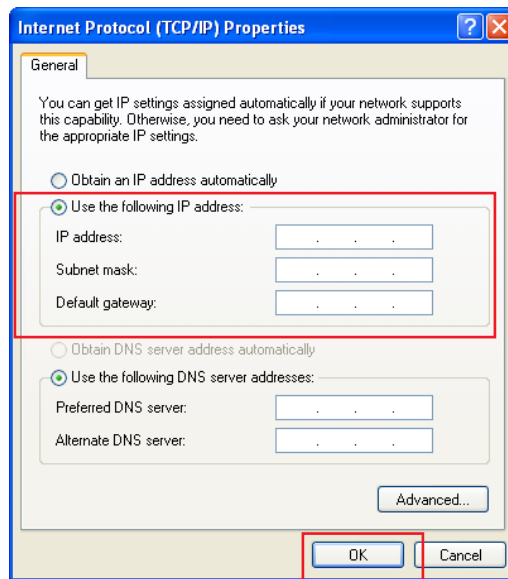 Internet Protocol (TCP/IP) Properties
General
You can get IP settings assigned automatically if your network supports
this capability. Otherwise, you need to ask your network administrator for
the appropriate IP settings.
Obtain an IP address automatically
Use the following IP address:
IP address:
Subnet mask:
Default gateway:
Obtain DNS server address automatically
Use the following DNS server addresses:
Preferred DNS server:
Alternate DNS server:
Advanced...
OK
Cancel